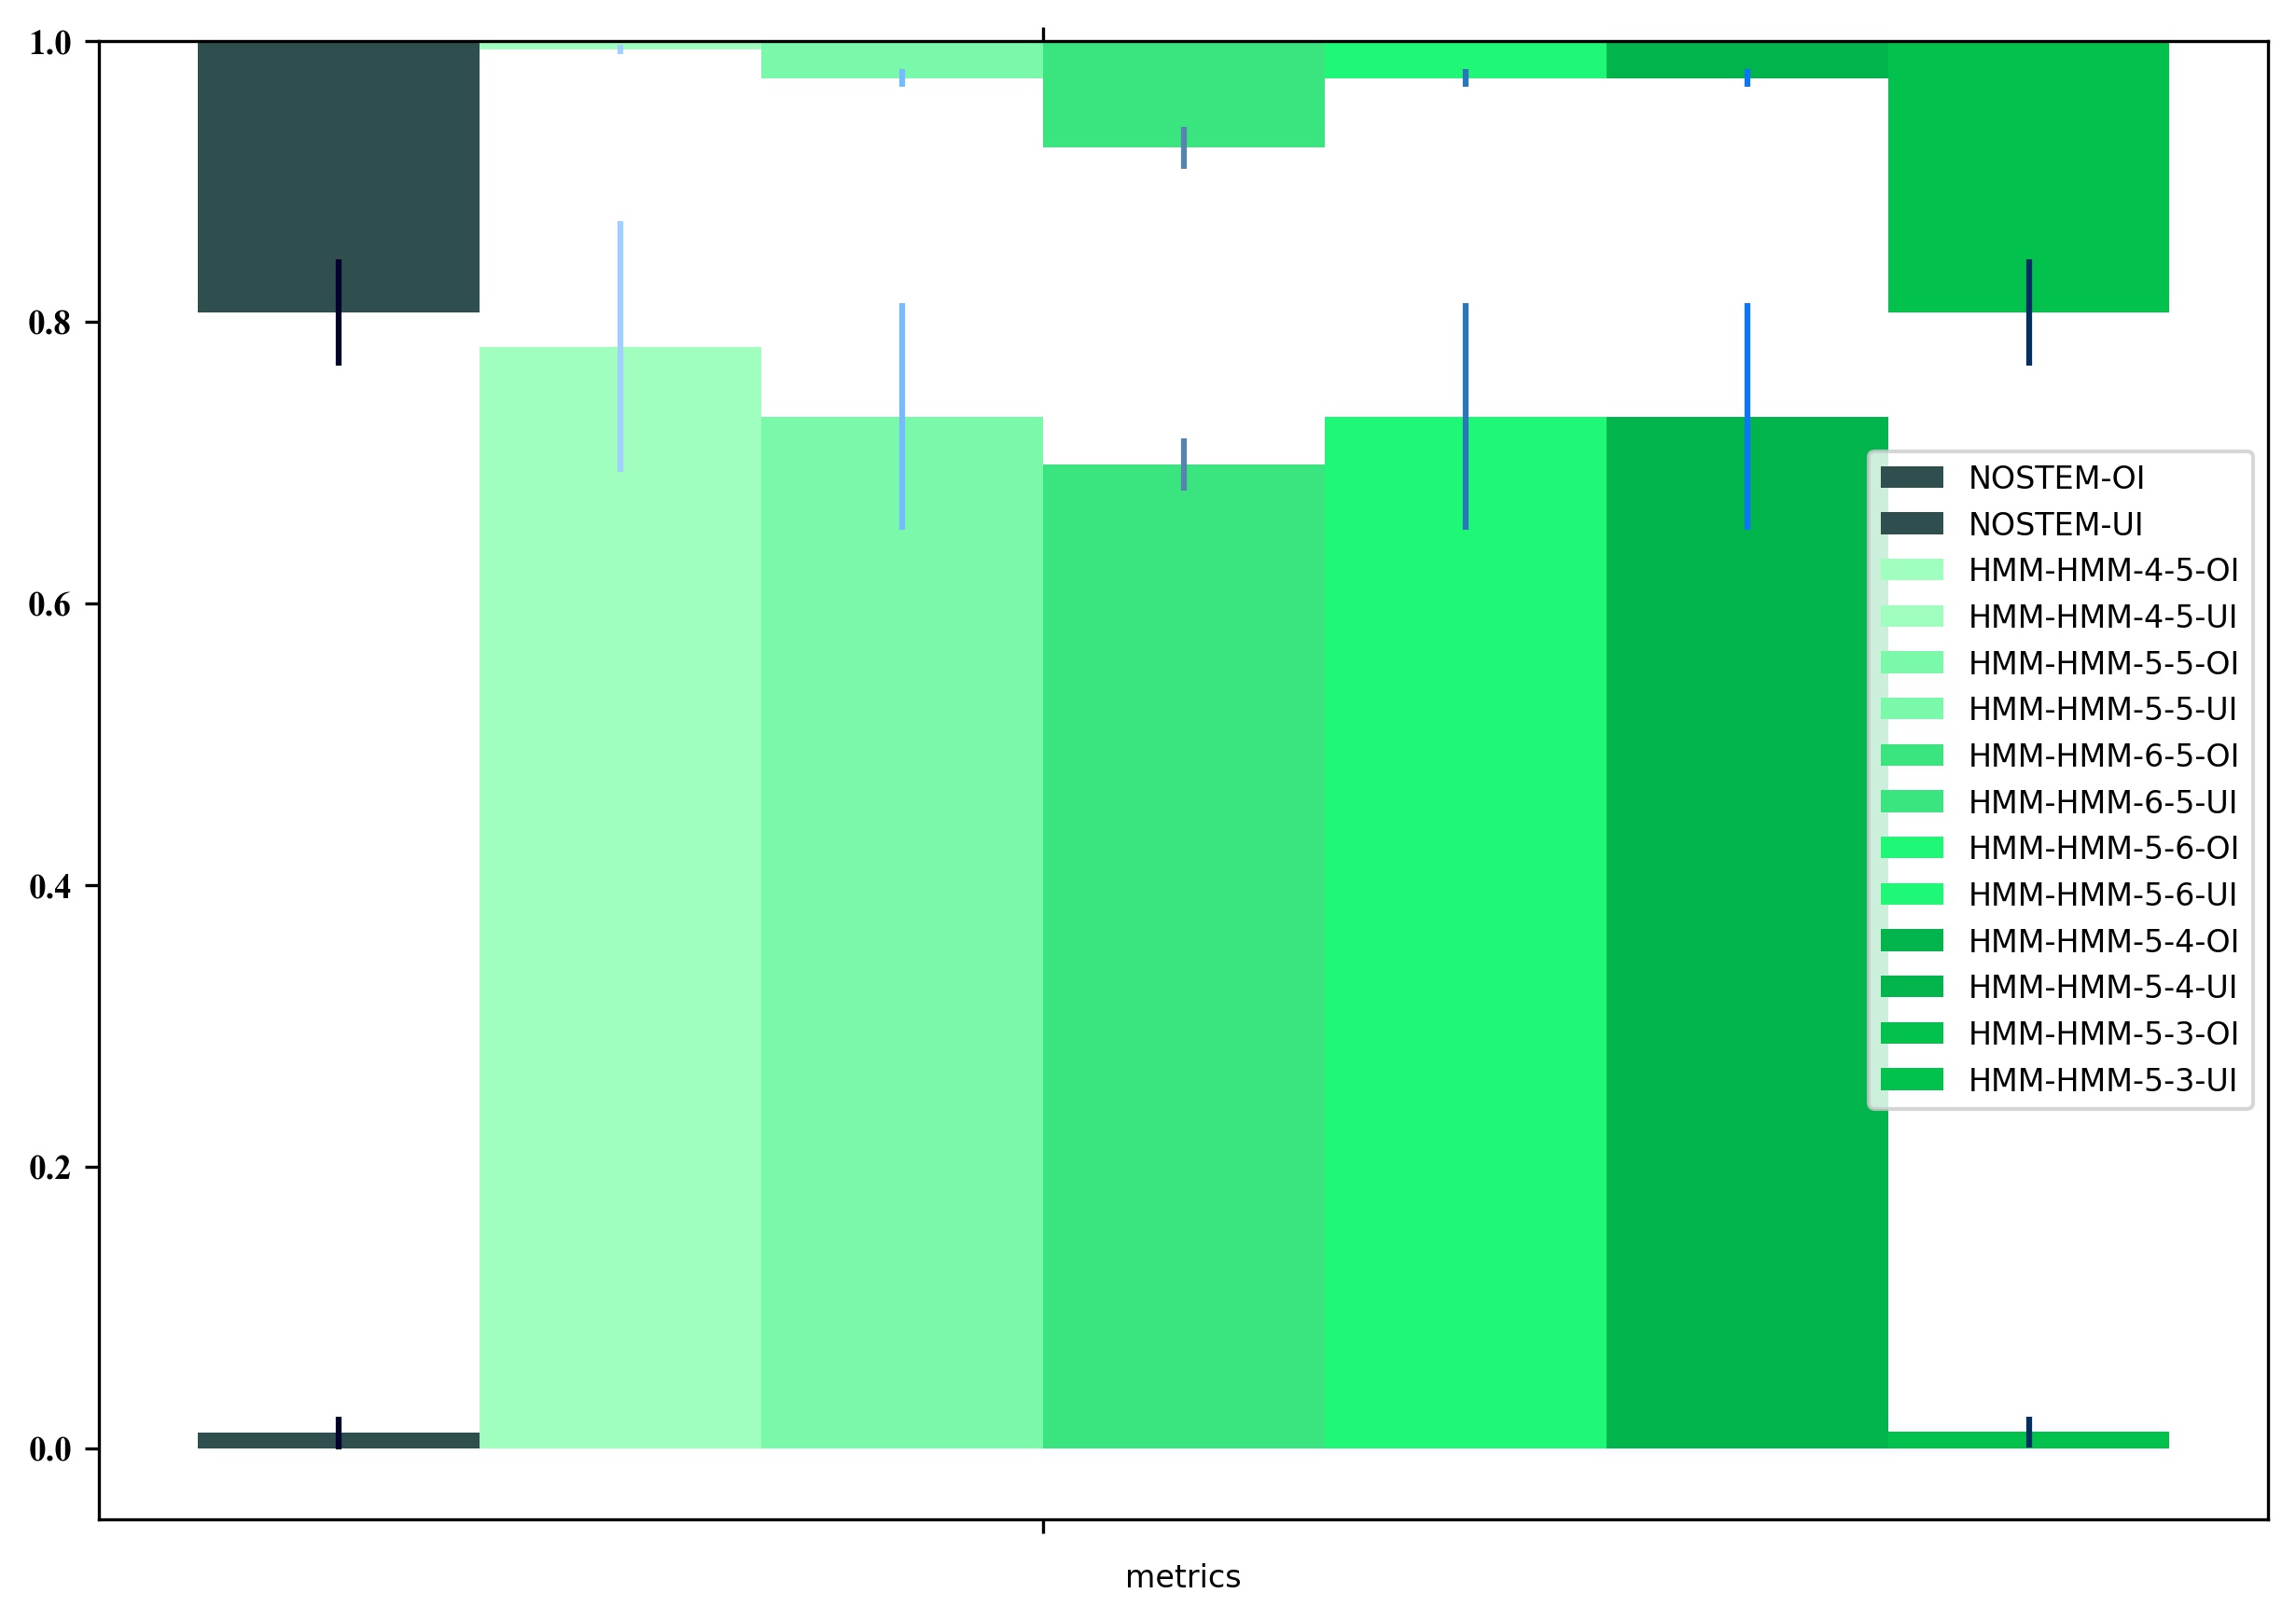 1.0
0.8
0.6
0.4
0.2
0.0
NOSTEM-OI
NOSTEM-UI
HMM-HMM-4-5-OI
HMM-HMM-4-5-UI
HMM-HMM-5-5-OI
HMM-HMM-5-5-UI
HMM-HMM-6-5-OI
HMM-HMM-6-5-UI
HMM-HMM-5-6-OI
HMM-HMM-5-6-UI
HMM-HMM-5-4-OI
HMM-HMM-5-4-UI
HMM-HMM-5-3-OI
HMM-HMM-5-3-UI
metrics